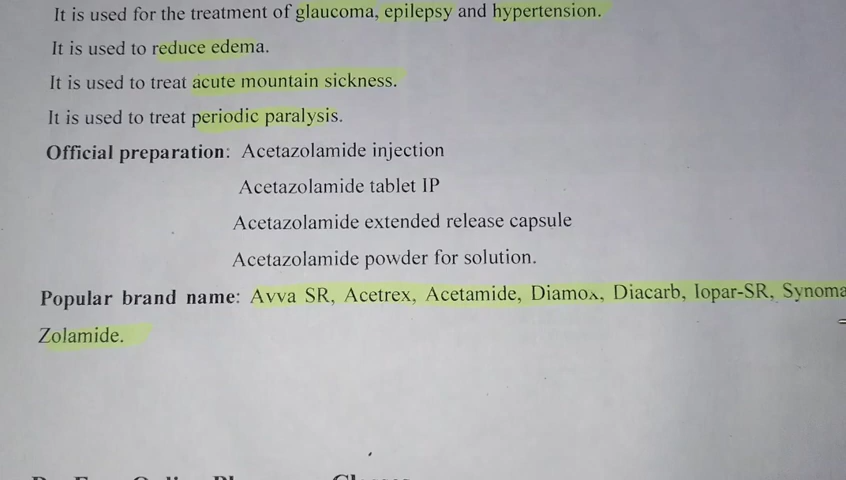 It is used for the treatment of glaucoma, epilepsy and hypertension.
It is used to reduce edema.
It is used to treat acute mountain sickness.
It is used to treat periodic paralysis.
Official preparation: Acetazolamide injection
Acetazolamide tablet IP
Acetazolamide extended release capsule
Acetazolamide powder for solution.
Popular brand name: Avva SR, Acetrex, Acetamide, Diamox, Diacarb, Iopar-SR, Synoma
Zolamide.